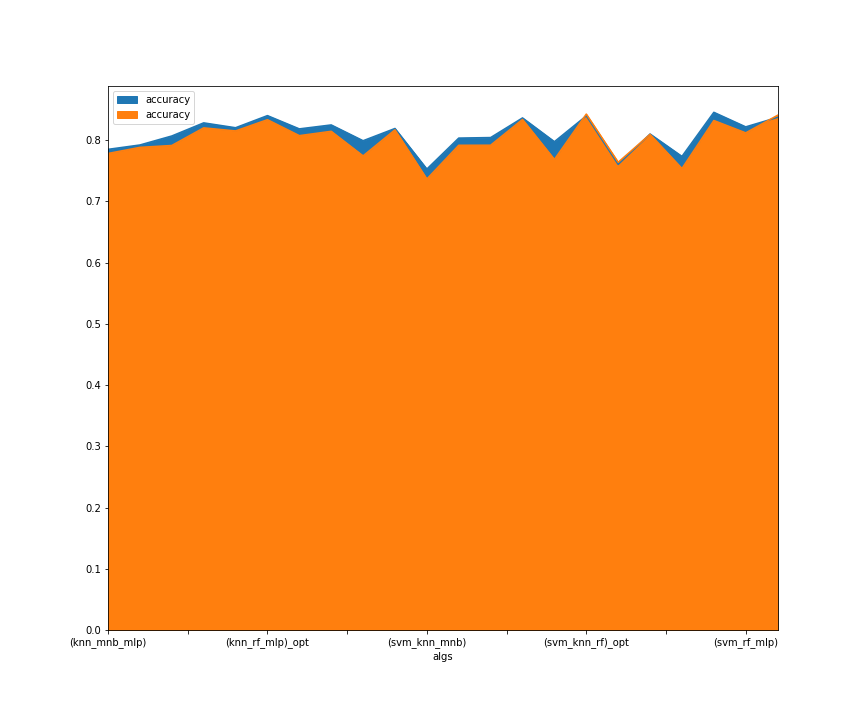 accuracy
accuracy
0.8
0.7
0.6
0.5
0.4
0.3
0.2
0.1
0.0
(knn_mnb_mlp) (knn_rf_mlp)_opt (svm_knn_mnb) (svm_knn_rf)_opt (svm_rf_mlp)
algs